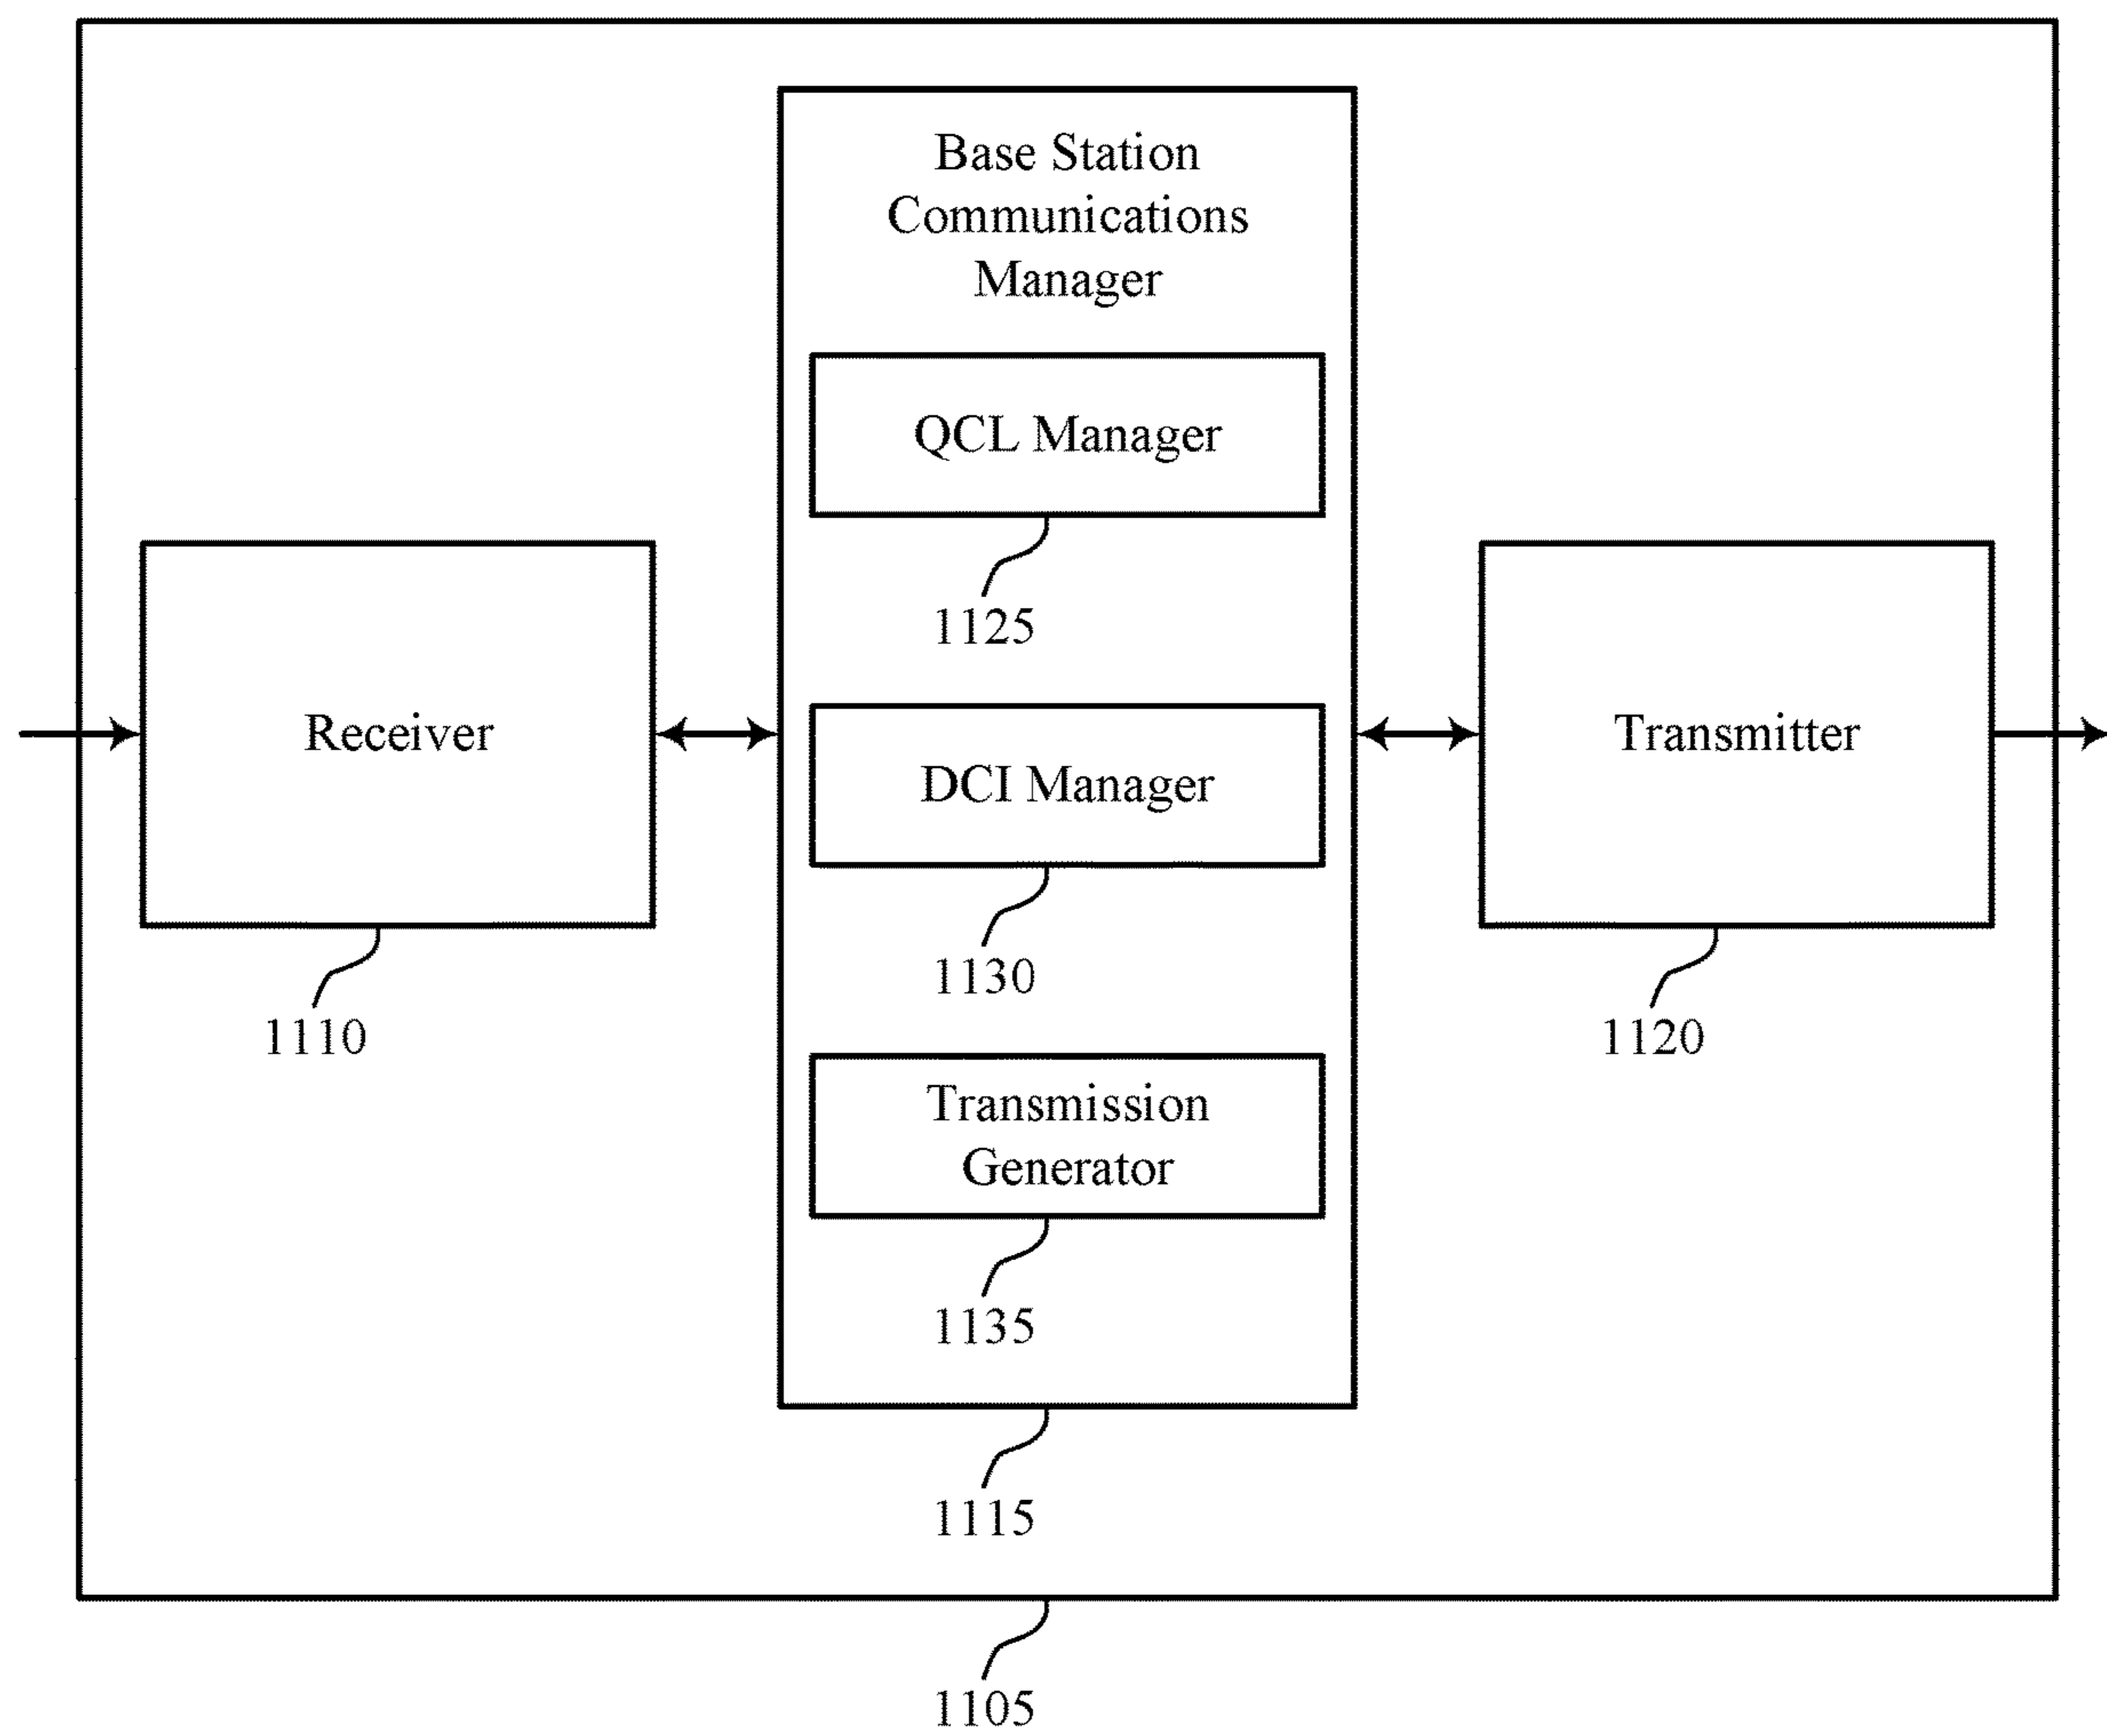 Base Station
Communications
Manager
QCL Manager
1125
Receiver
1110
DCI Manager
1130
Transmitter
1120
Transmission
Generator
1135
1115
1105